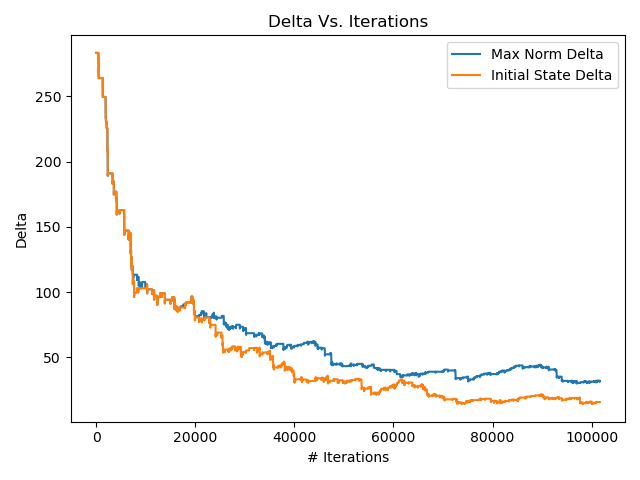 Delta Vs. Iterations
Max Norm Delta
Initial State Delta
Delta
250
200
150
100
50
0
20000
40000
60000
80000
100000
# Iterations